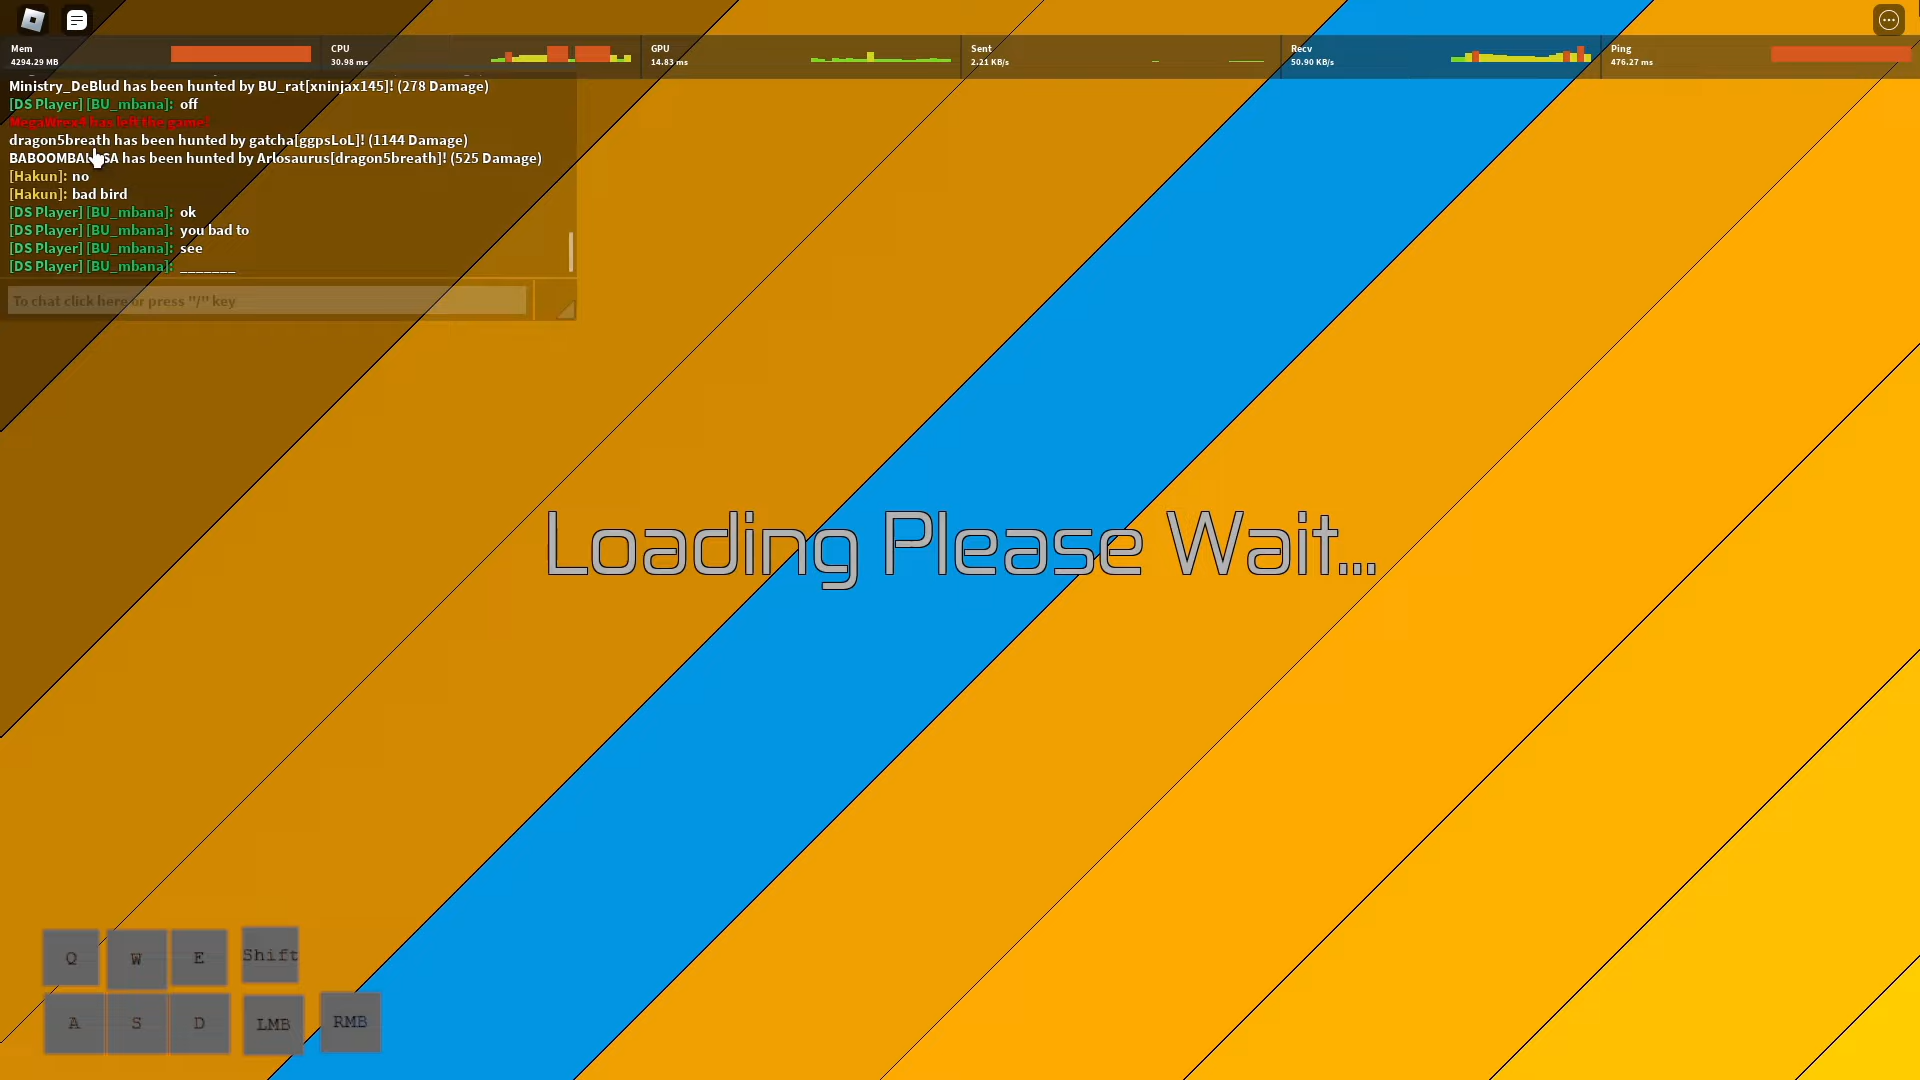 Mem
4294.29 MB
CPU
30.98 ms
GPU
14.83 ms
Sent
2.21 KB/s
Recv
50.90 KB/s
Ping
476.27 ms
Ministry_DeBlud has been hunted by BU_rat[xninjax145]! (278 Damage)
[DS Player] [BU_mbana]: off
MegaWrex4 has left the game!
dragon5breath has been hunted by gatcha[ggpsLoL]! (1144 Damage)
has been hunted by Arlosaurus[dragon5breath]! (525 Damage)
[Hakun]: no
[Hakun]: bad bird
[DS Player] [BU_mbana]: ok
[DS Player] [BU_mbana]: you bad to
[DS Player] [BU_mbana]: see
[DS Player] [BU_mbana]: _______
To chat click here or press "/" key
Loading Please Wait...
Q W E Shift
A S D LMB RMB